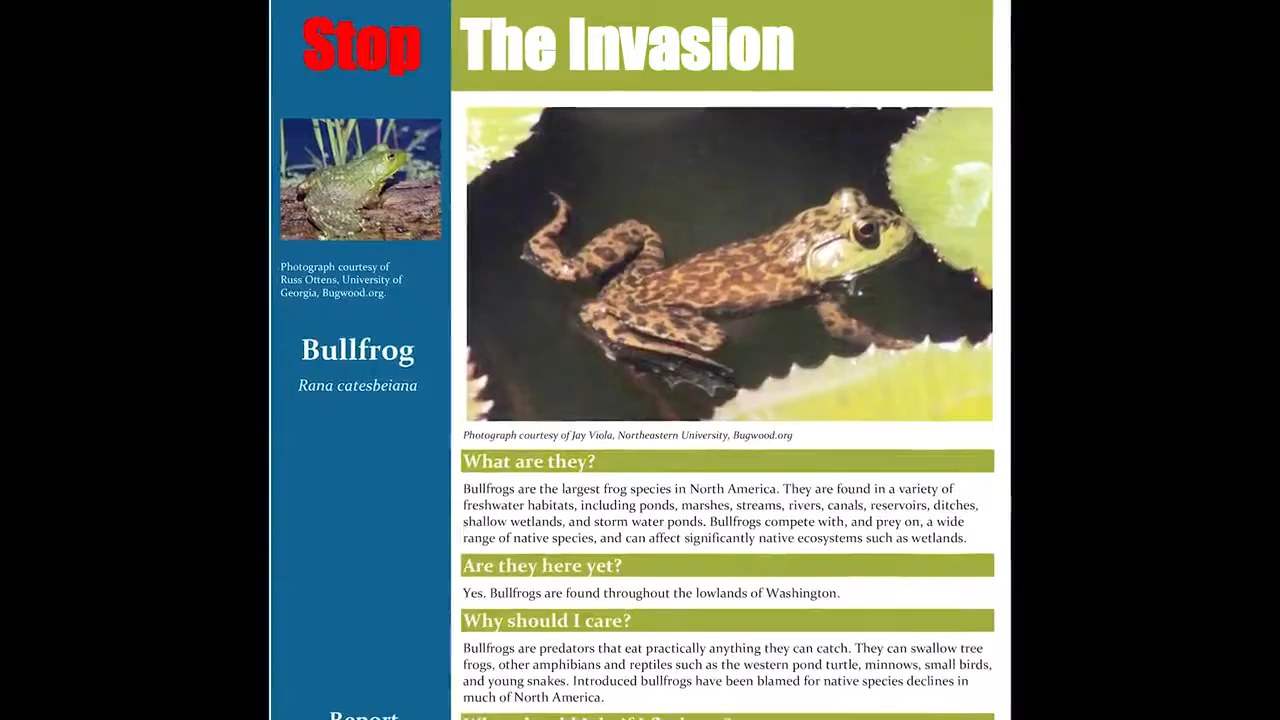 Stop The Invasion
Photograph courtesy of
Russ Ottens, University of
Georgia, Bugwood.org.
Bullfrog
Rana catesbeiana
Photograph courtesy of Jay Viola, Northeastern University, Bugwood.org
What are they?
Bullfrogs are the largest frog species in North America. They are found in a variety of
freshwater habitats, including ponds, marshes, streams, rivers, canals, reservoirs, ditches,
shallow wetlands, and storm water ponds. Bullfrogs compete with, and prey on, a wide
range of native species, and can affect significantly native ecosystems such as wetlands.
Are they here yet?
Yes. Bullfrogs are found throughout the lowlands of Washington.
Why should I care?
Bullfrogs are predators that eat practically anything they can catch. They can swallow tree
frogs, other amphibians and reptiles such as the western pond turtle, minnows, small birds,
and young snakes. Introduced bullfrogs have been blamed for native species declines in
much of North America.
Report